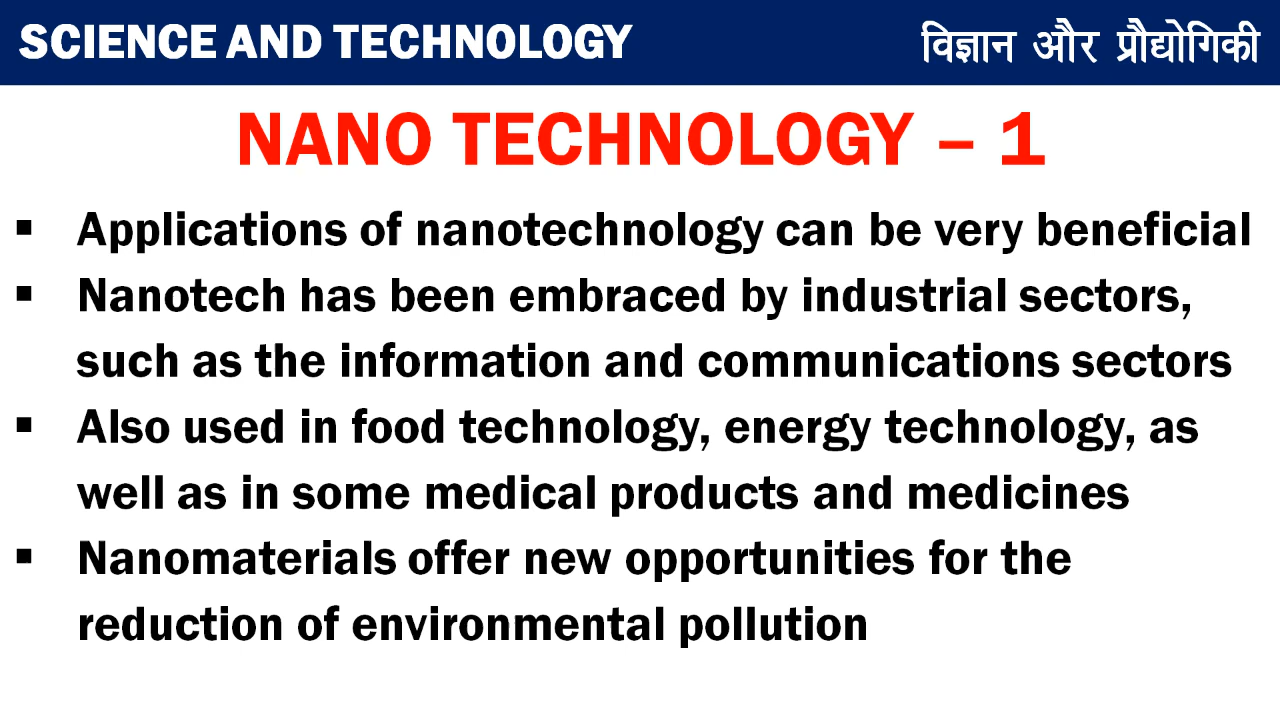 SCIENCE AND TECHNOLOGY
विज्ञान और प्रौद्योगिकी
NANO TECHNOLOGY – 1
▪ Applications of nanotechnology can be very beneficial
▪ Nanotech has been embraced by industrial sectors,
such as the information and communications sectors
▪ Also used in food technology, energy technology, as
well as in some medical products and medicines
▪ Nanomaterials offer new opportunities for the
reduction of environmental pollution